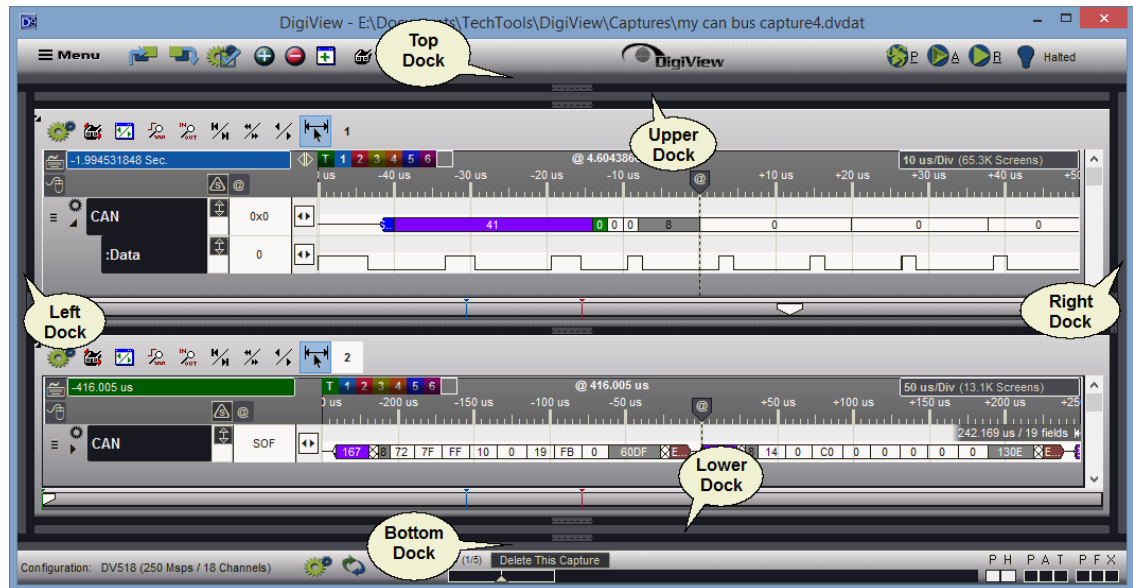 DigiView - E:\Documents\TechTools\DigiView\Captures\my can bus capture4.dvdat
Menu
Top
Dock
DigiView
P A R Halted
Upper
Dock
1
-1.994531848 Sec.
T 1 2 3 4 5 6
@ 4.604386
10 us/Div (65.3K Screens)
us -40 us -30 us -20 us -10 us @ +10 us +20 us +30 us +40 us +50
@
CAN 0x0
S.. 41 0 0 0 8 0 0 0
:Data 0
Left
Dock
Right
Dock
2
-416.005 us
T 1 2 3 4 5 6
@ 416.005 us
50 us/Div (13.1K Screens)
us -200 us -150 us -100 us -50 us @ +50 us +100 us +150 us +200 us +25
@
242.169 us / 19 fields
CAN SOF
167 8 72 7F FF 10 0 19 FB 0 60DF E... 8 14 0 C0 0 0 0 0 0 130E E...
Lower
Dock
Bottom
Dock
Configuration: DV518 (250 Msps / 18 Channels)
(1/5) Delete This Capture
P H P A T P F X